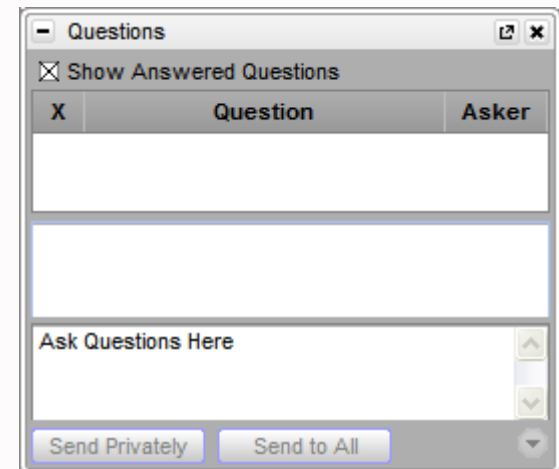 Questions
Show Answered Questions
X Question Asker
Ask Questions Here
Send Privately Send to All